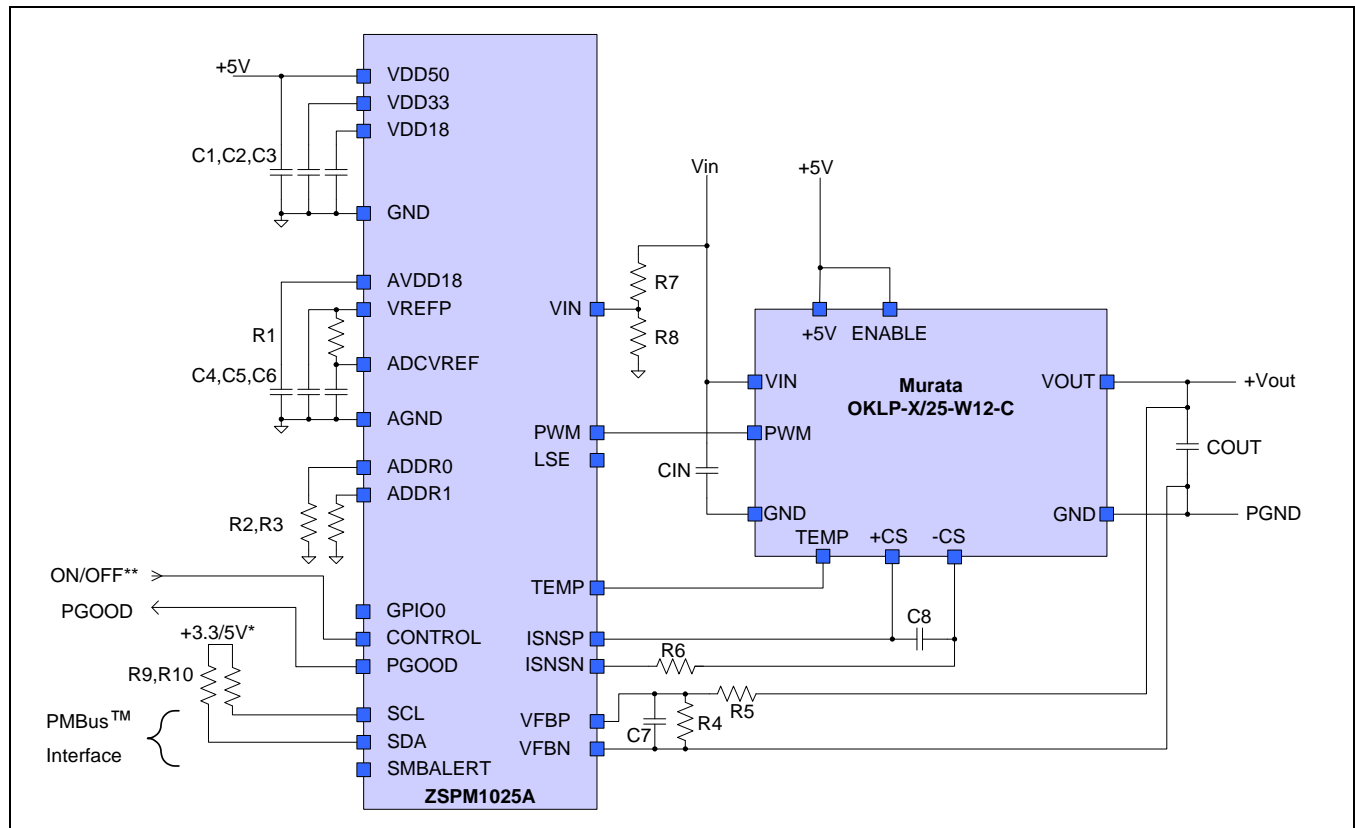 +5V
VDD50
VDD33
VDD18
C1,C2,C3
GND
AVDD18
VREFP
R1
ADCVREF
C4,C5,C6
AGND
ADDR0
ADDR1
R2,R3
ON/OFF**
PGOOD
GPIO0
CONTROL
PGOOD
+3.3/5V*
R9,R10
SCL
SDA
SMBALERT
PMBus™
Interface
ZSPM1025A
VIN
PWM
LSE
TEMP
ISNSP
ISNSN
VFBP
VFBN
Vin
+5V
R7
R8
CIN
+5V
ENABLE
VIN
Murata
OKLP-X/25-W12-C
VOUT
+Vout
PWM
COUT
GND
GND
PGND
TEMP
+CS
-CS
C8
R6
R5
C7
R4